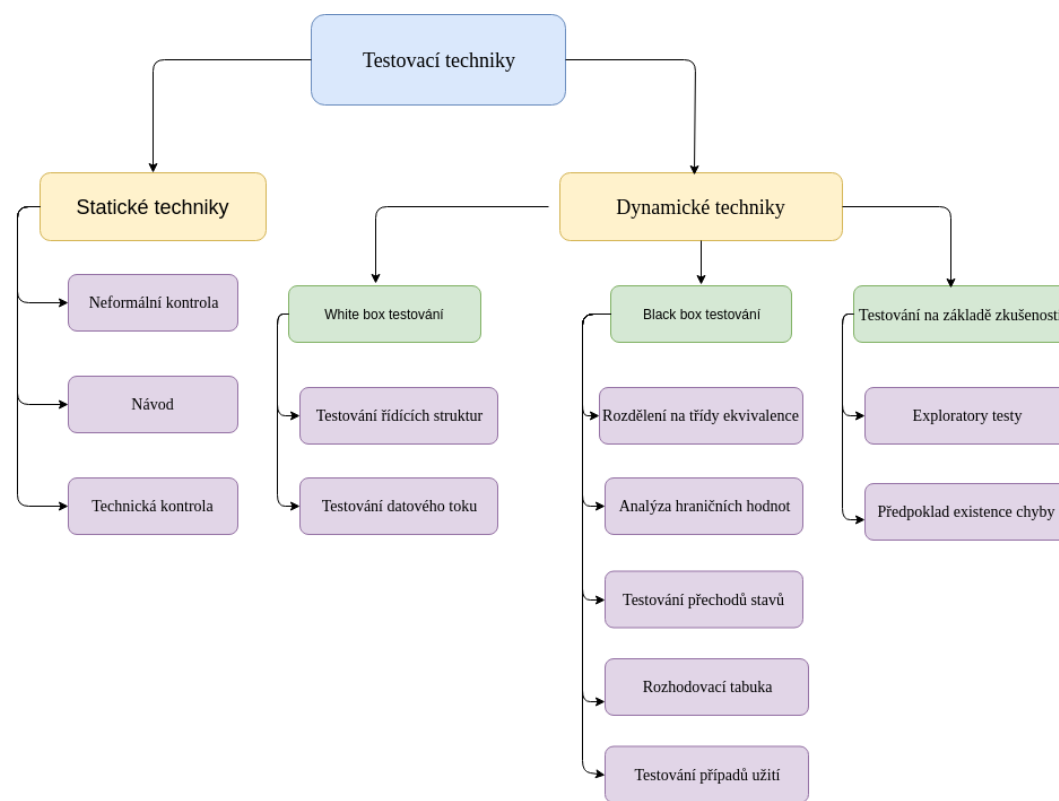 Testovací techniky
Statické techniky
Dynamické techniky
Neformální kontrola
Návod
Technická kontrola
White box testování
Testování řídících struktur
Testování datového toku
Black box testování
Rozdělení na třídy ekvivalence
Analýza hraničních hodnot
Testování přechodů stavů
Rozhodovací tabuka
Testování případů užití
Testování na základě zkušenosti
Exploratory testy
Předpoklad existence chyby